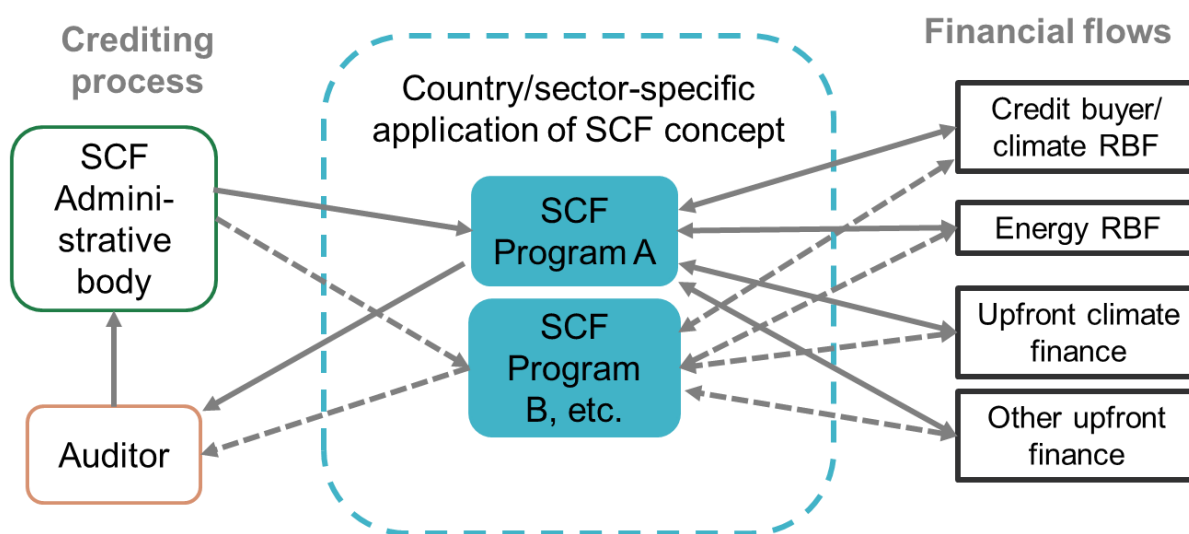 Crediting
process
SCF
Admini-
strative
body
Auditor
Country/sector-specific
application of SCF concept
SCF
Program A
SCF
Program
B, etc.
Financial flows
Credit buyer/
climate RBF
Energy RBF
Upfront climate
finance
Other upfront
finance